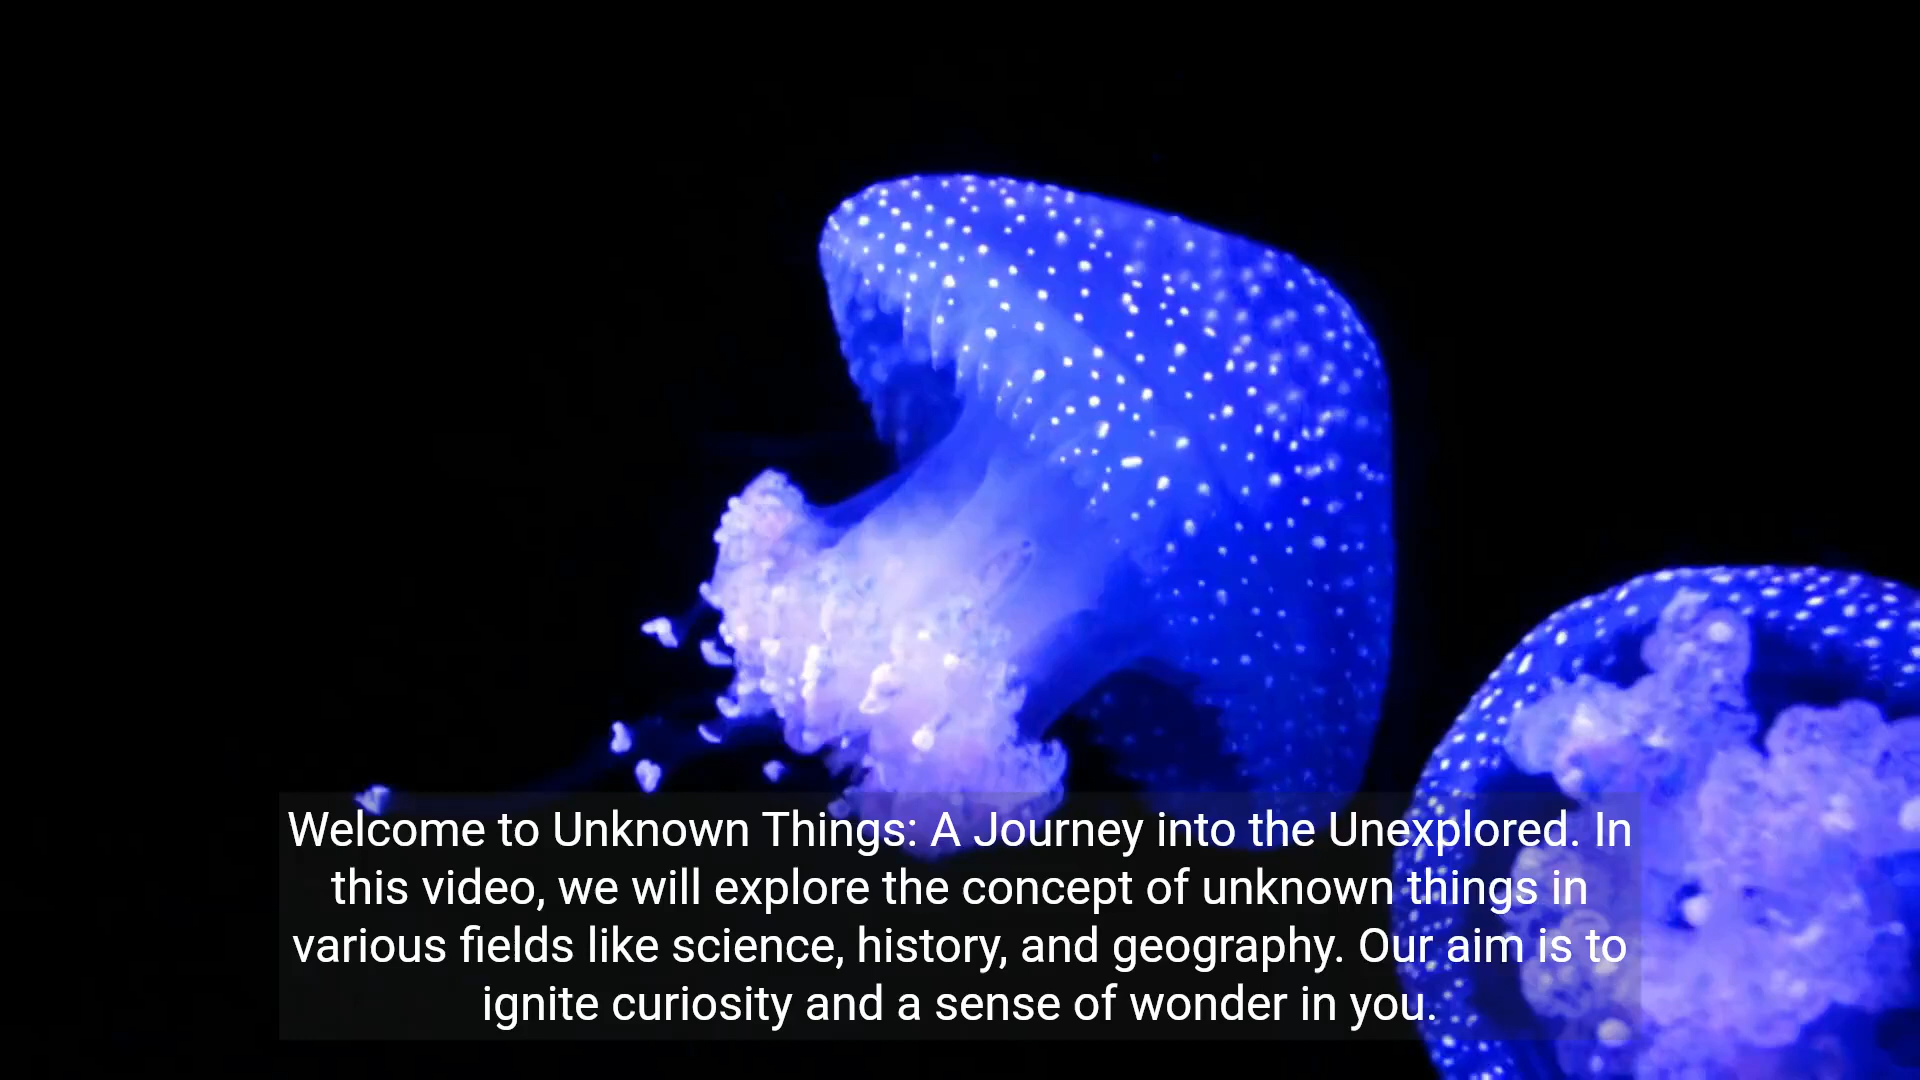 Welcome to Unknown Things: A Journey into the Unexplored. In
this video, we will explore the concept of unknown things in
various fields like science, history, and geography. Our aim is to
ignite curiosity and a sense of wonder in you.